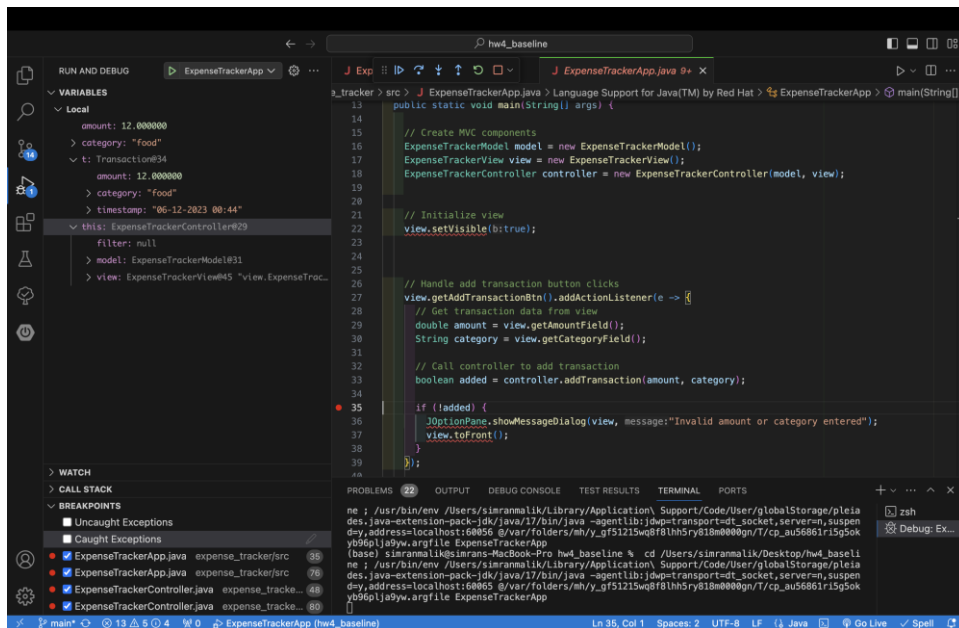 hw4_baseline
RUN AND DEBUG
ExpenseTrackerApp
VARIABLES
Local
amount: 12.000000
category: "food"
t: Transaction@34
amount: 12.000000
category: "food"
timestamp: "06-12-2023 00:44"
this: ExpenseTrackerController@29
filter: null
model: ExpenseTrackerModel@31
view: ExpenseTrackerView@45 "view.ExpenseTrac...
WATCH
CALL STACK
BREAKPOINTS
Uncaught Exceptions
Caught Exceptions
ExpenseTrackerApp.java expense_tracker/src 35
ExpenseTrackerApp.java expense_tracker/src 76
ExpenseTrackerController.java expense_tracke... 48
ExpenseTrackerController.java expense_tracke... 80
14
1
J Exp
J ExpenseTrackerApp.java 9+
e_tracker > src > J ExpenseTrackerApp.java > Language Support for Java(TM) by Red Hat > ExpenseTrackerApp > main(String[]
13 public static void main(String[] args) {
14
15 // Create MVC components
16 ExpenseTrackerModel model = new ExpenseTrackerModel();
17 ExpenseTrackerView view = new ExpenseTrackerView();
18 ExpenseTrackerController controller = new ExpenseTrackerController(model, view);
19
20
21 // Initialize view
22 view.setVisible(b:true);
23
24
25
26 // Handle add transaction button clicks
27 view.getAddTransactionBtn().addActionListener(e -> {
28 // Get transaction data from view
29 double amount = view.getAmountField();
30 String category = view.getCategoryField();
31
32 // Call controller to add transaction
33 boolean added = controller.addTransaction(amount, category);
34
35 if (!added) {
36 JOptionPane.showMessageDialog(view, message:"Invalid amount or category entered");
37 view.toFront();
38 }
39 });
40
PROBLEMS 22 OUTPUT DEBUG CONSOLE TEST RESULTS TERMINAL PORTS
ne ; /usr/bin/env /Users/simranmalik/Library/Application\ Support/Code/User/globalStorage/pleia
des.java-extension-pack-jdk/java/17/bin/java -agentlib:jdwp=transport=dt_socket,server=n,suspen
d=y,address=localhost:60056 @/var/folders/mh/y_gf51215wq8f8lhh5ry818m0000gn/T/cp_au56861ri5g5ok
yb96plja9yw.argfile ExpenseTrackerApp
(base) simranmalik@simrans-MacBook-Pro hw4_baseline % cd /Users/simranmalik/Desktop/hw4_baseli
ne ; /usr/bin/env /Users/simranmalik/Library/Application\ Support/Code/User/globalStorage/pleia
des.java-extension-pack-jdk/java/17/bin/java -agentlib:jdwp=transport=dt_socket,server=n,suspen
d=y,address=localhost:60065 @/var/folders/mh/y_gf51215wq8f8lhh5ry818m0000gn/T/cp_au56861ri5g5ok
yb96plja9yw.argfile ExpenseTrackerApp
zsh
Debug: Ex...
main* 13 5 4 0 ExpenseTrackerApp (hw4_baseline)
Ln 35, Col 1 Spaces: 2 UTF-8 LF Java Go Live Spell